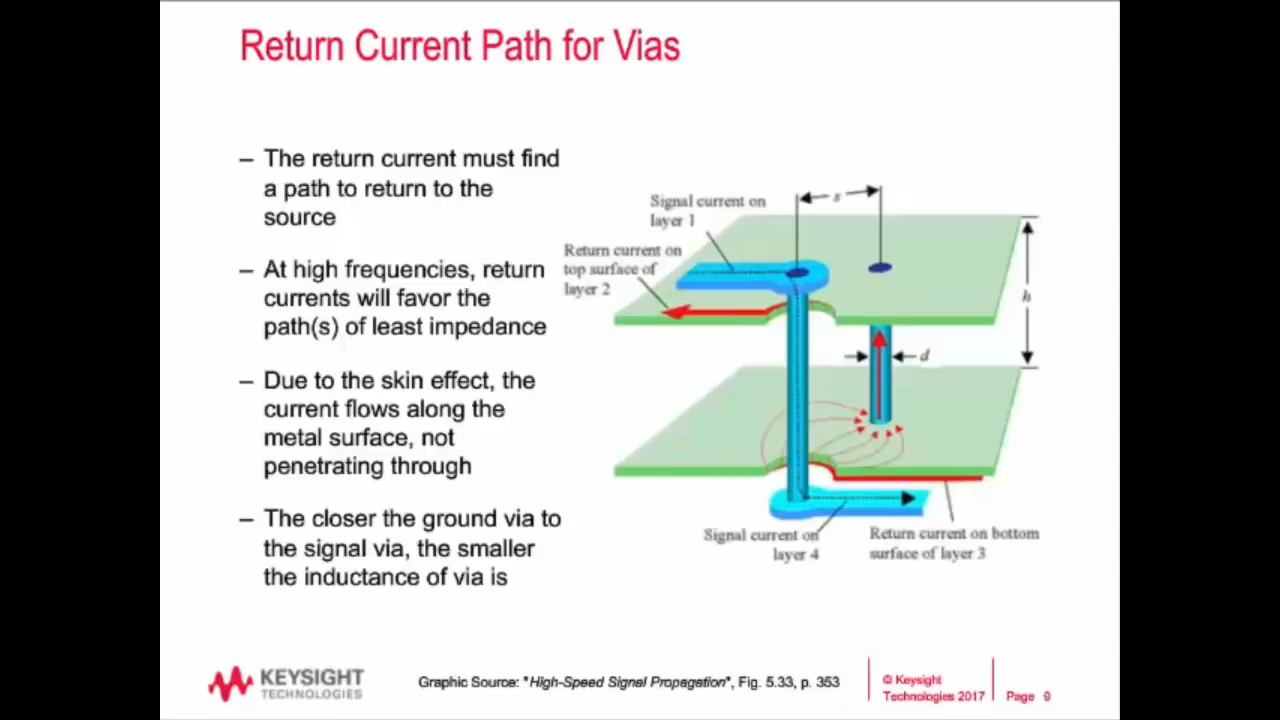 Return Current Path for Vias
– The return current must find
a path to return to the
source
– At high frequencies, return
currents will favor the
path(s) of least impedance
– Due to the skin effect, the
current flows along the
metal surface, not
penetrating through
– The closer the ground via to
the signal via, the smaller
the inductance of via is
Signal current on
layer 1
Return current on
top surface of
layer 2
s
h
d
Signal current on
layer 4
Return current on bottom
surface of layer 3
KEYSIGHT
TECHNOLOGIES
Graphic Source: "High-Speed Signal Propagation", Fig. 5.33, p. 353
© Keysight
Technologies 2017
Page 9